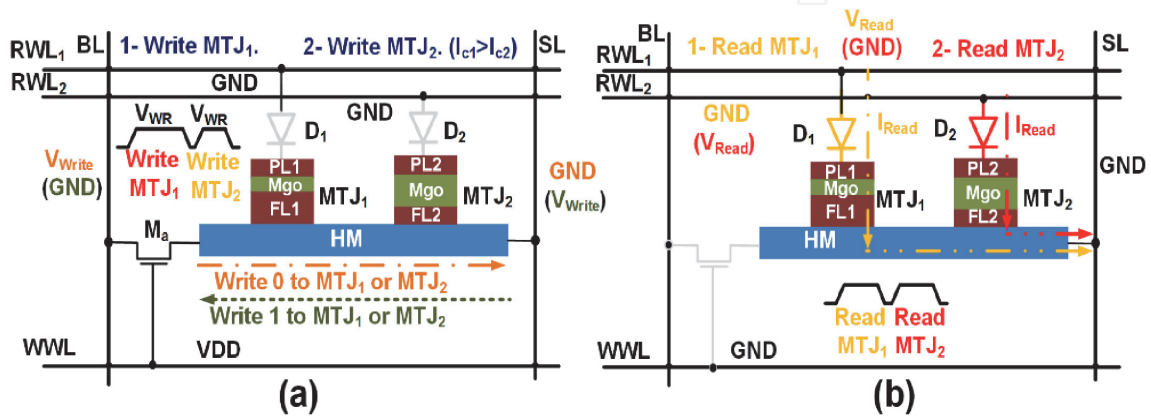 BL 1- Write MTJ1. 2- Write MTJ2. (Ic1>Ic2) SL
RWL1
RWL2
GND
VWR VWR
D1
GND
D2
Write Write
MTJ1 MTJ2
VWrite
(GND)
PL1
Mgo
FL1
MTJ1
PL2
Mgo
FL2
MTJ2
GND
(VWrite)
Ma
HM
Write 0 to MTJ1 or MTJ2
Write 1 to MTJ1 or MTJ2
WWL
VDD
(a)
BL
VRead
(GND)
1- Read MTJ1
2- Read MTJ2
SL
RWL1
RWL2
GND
(VRead)
D1
IRead
D2
IRead
GND
PL1
Mgo
FL1
MTJ1
PL2
Mgo
FL2
MTJ2
HM
Read Read
MTJ1 MTJ2
WWL
GND
(b)